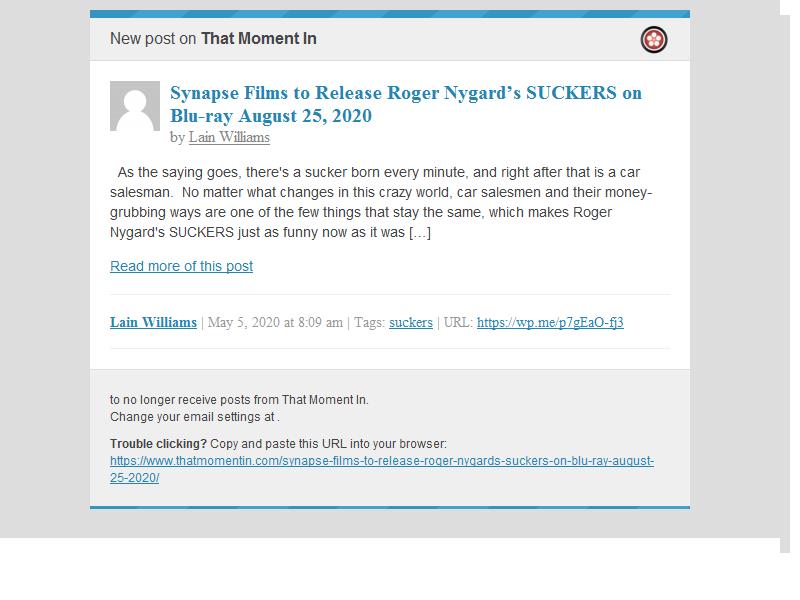 New post on That Moment In
Synapse Films to Release Roger Nygard’s SUCKERS on
Blu-ray August 25, 2020
by Lain Williams
As the saying goes, there's a sucker born every minute, and right after that is a car
salesman.  No matter what changes in this crazy world, car salesmen and their money-
grubbing ways are one of the few things that stay the same, which makes Roger
Nygard's SUCKERS just as funny now as it was […]
Read more of this post
Lain Williams | May 5, 2020 at 8:09 am | Tags: suckers | URL: https://wp.me/p7gEaO-fj3
to no longer receive posts from That Moment In.
Change your email settings at .
Trouble clicking? Copy and paste this URL into your browser:
https://www.thatmomentin.com/synapse-films-to-release-roger-nygards-suckers-on-blu-ray-august-
25-2020/